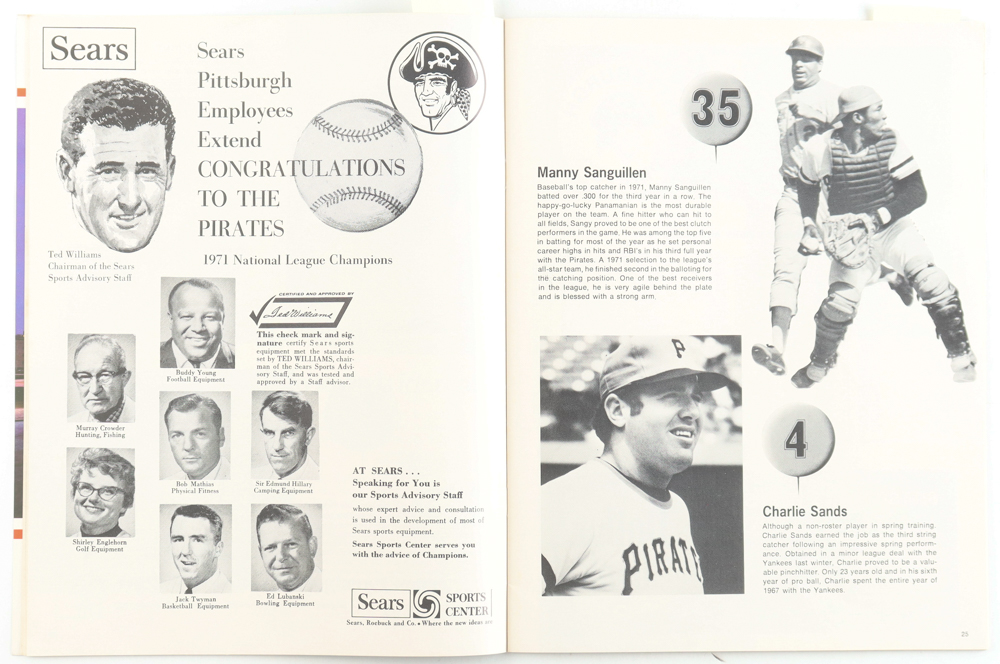 Sears
Sears
Pittsburgh
Employees
Extend
CONGRATULATIONS
TO THE
PIRATES
1971 National League Champions
Ted Williams
Chairman of the Sears
Sports Advisory Staff
CERTIFIED AND APPROVED BY
Ted Williams
This check mark and sig-
nature certify Sears sports
equipment met the standards
set by TED WILLIAMS, chair-
man of the Sears Sports Advi-
sory Staff, and was tested and
approved by a Staff advisor.
Buddy Young
Football Equipment
Murray Crowder
Hunting, Fishing
Bob Mathias
Physical Fitness
Sir Edmund Hillary
Camping Equipment
Shirley Englehorn
Golf Equipment
Jack Twyman
Basketball Equipment
Ed Lubanski
Bowling Equipment
AT SEARS . . .
Speaking for You is
our Sports Advisory Staff
whose expert advice and consultation
is used in the development of most of
Sears sports equipment.
Sears Sports Center serves you
with the advice of Champions.
Sears
SPORTS
CENTER
Sears, Roebuck and Co. • Where the new ideas are
35
Manny Sanguillen
Baseball's top catcher in 1971, Manny Sanguillen
batted over .300 for the third year in a row. The
happy-go-lucky Panamanian is the most durable
player on the team. A fine hitter who can hit to
all fields, Sangy proved to be one of the best clutch
performers in the game. He was among the top five
in batting for most of the year as he set personal
career highs in hits and RBI's in his third full year
with the Pirates. A 1971 selection to the league's
all-star team, he finished second in the balloting for
the catching position. One of the best receivers
in the league, he is very agile behind the plate
and is blessed with a strong arm.
P
PIRATES
4
Charlie Sands
Although a non-roster player in spring training,
Charlie Sands earned the job as the third string
catcher following an impressive spring perform-
ance. Obtained in a minor league deal with the
Yankees last winter, Charlie proved to be a valu-
able pinchhitter. Only 23 years old and in his sixth
year of pro ball, Charlie spent the entire year of
1967 with the Yankees.
25